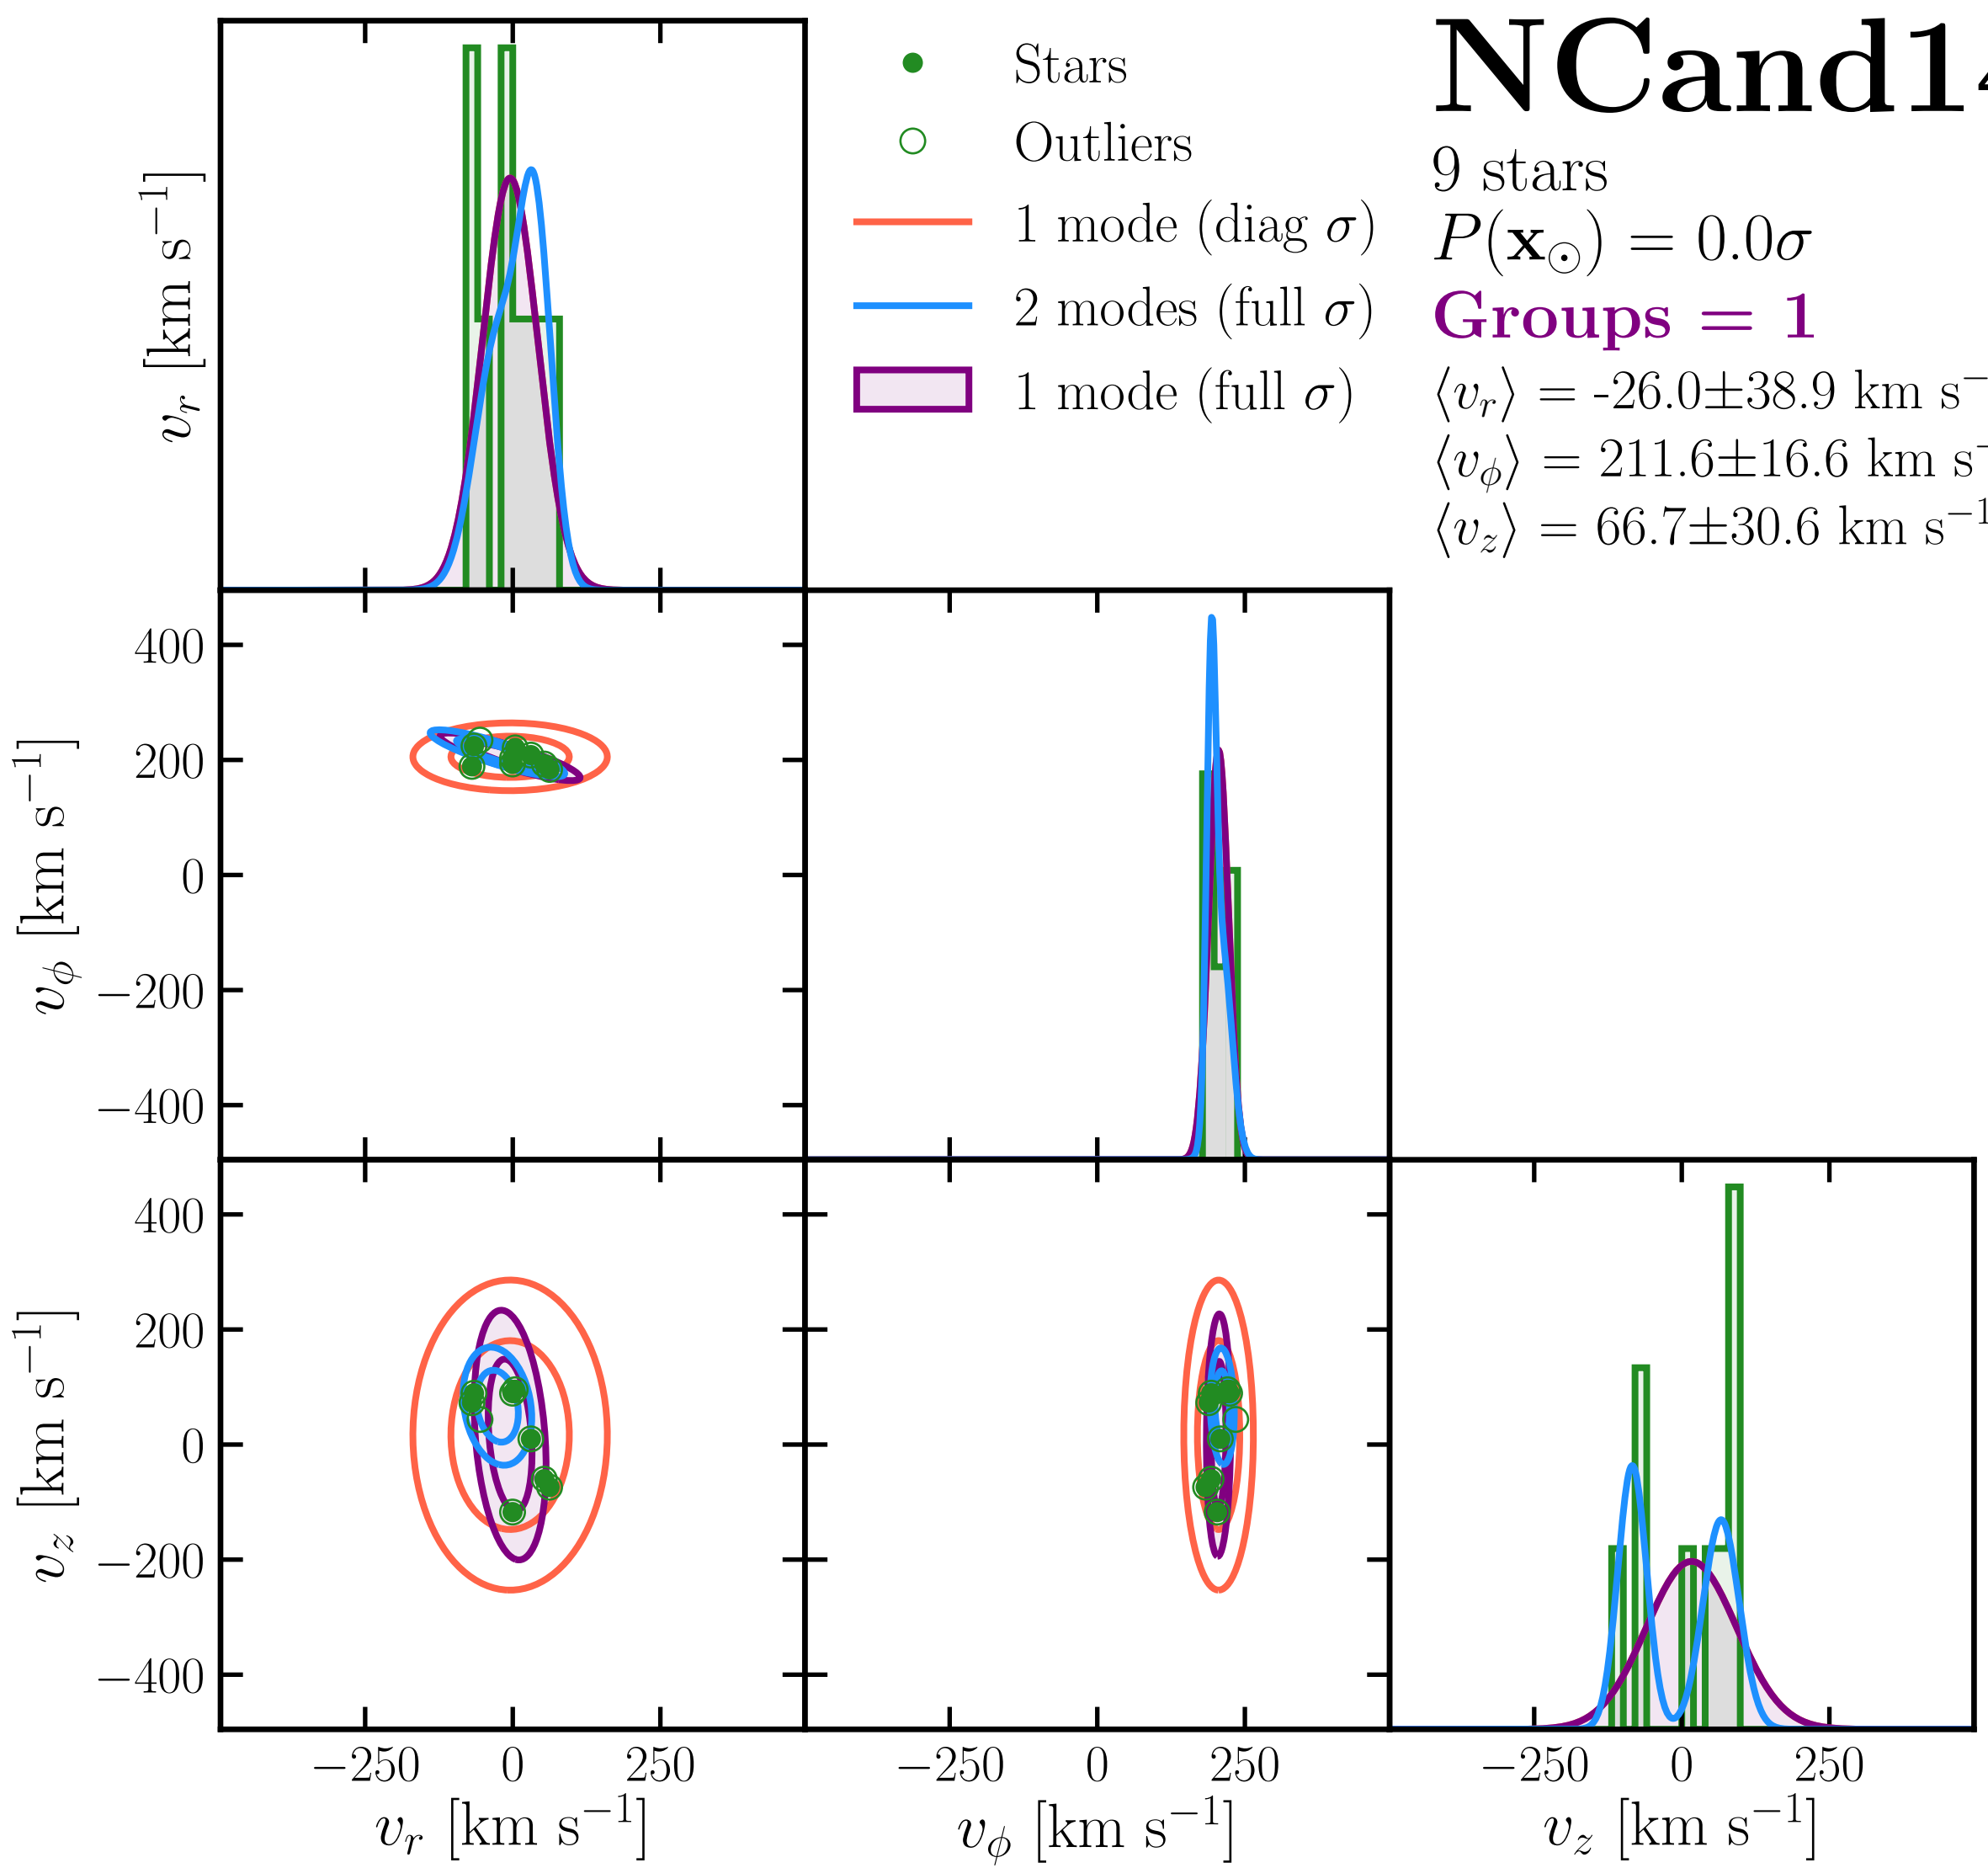 NCand14
9 stars
P(x⊙) = 0.0σ
Groups = 1
⟨v_r⟩ = -26.0±38.9 km s⁻
⟨v_ϕ⟩ = 211.6±16.6 km s⁻
⟨v_z⟩ = 66.7±30.6 km s⁻¹
Stars
Outliers
1 mode (diag σ)
2 modes (full σ)
1 mode (full σ)
v_r [km s⁻¹]
400
200
0
−200
−400
v_ϕ [km s⁻¹]
400
200
0
−200
−400
v_z [km s⁻¹]
−250 0 250
−250 0 250
−250 0 250
v_r [km s⁻¹]
v_ϕ [km s⁻¹]
v_z [km s⁻¹]